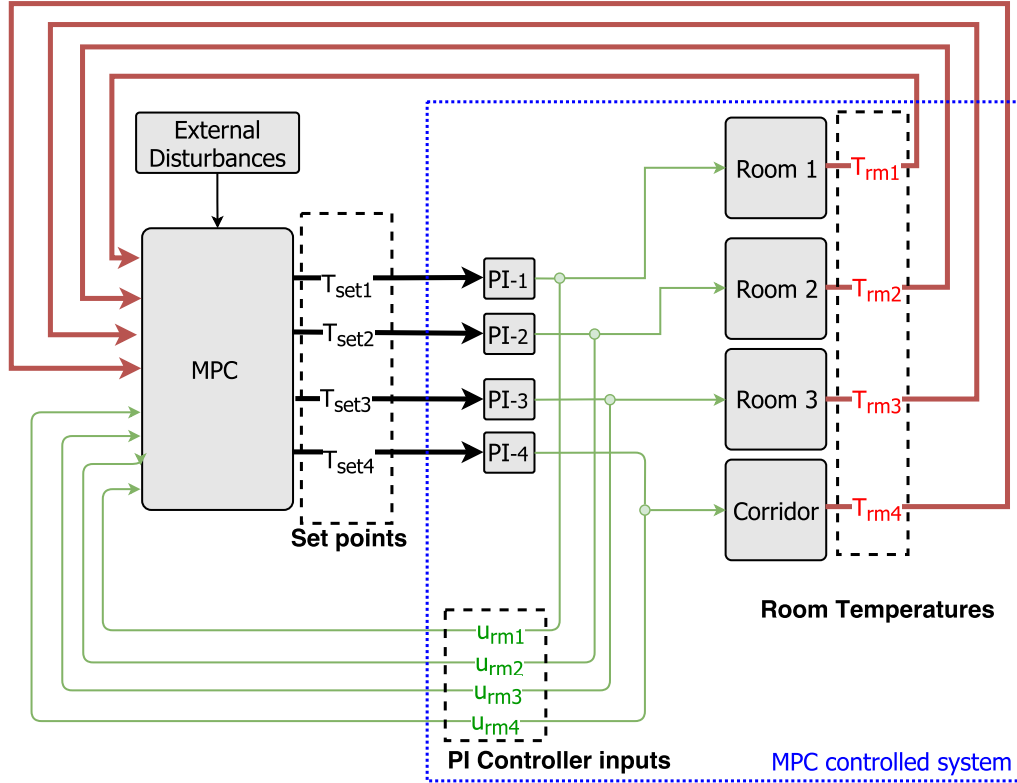 External
Disturbances
MPC
Tset1
Tset2
Tset3
Tset4
Set points
PI-1
PI-2
PI-3
PI-4
Room 1
Room 2
Room 3
Corridor
Trm1
Trm2
Trm3
Trm4
Room Temperatures
urm1
urm2
urm3
urm4
PI Controller inputs
MPC controlled system